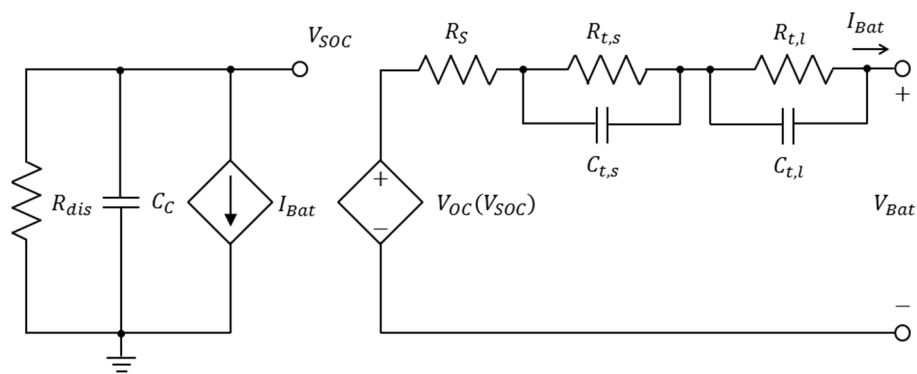 V_SOC
R_S
R_t,s
R_t,l
I_Bat
+
C_t,s
C_t,l
R_dis
C_C
I_Bat
+
−
V_OC(V_SOC)
V_Bat
−